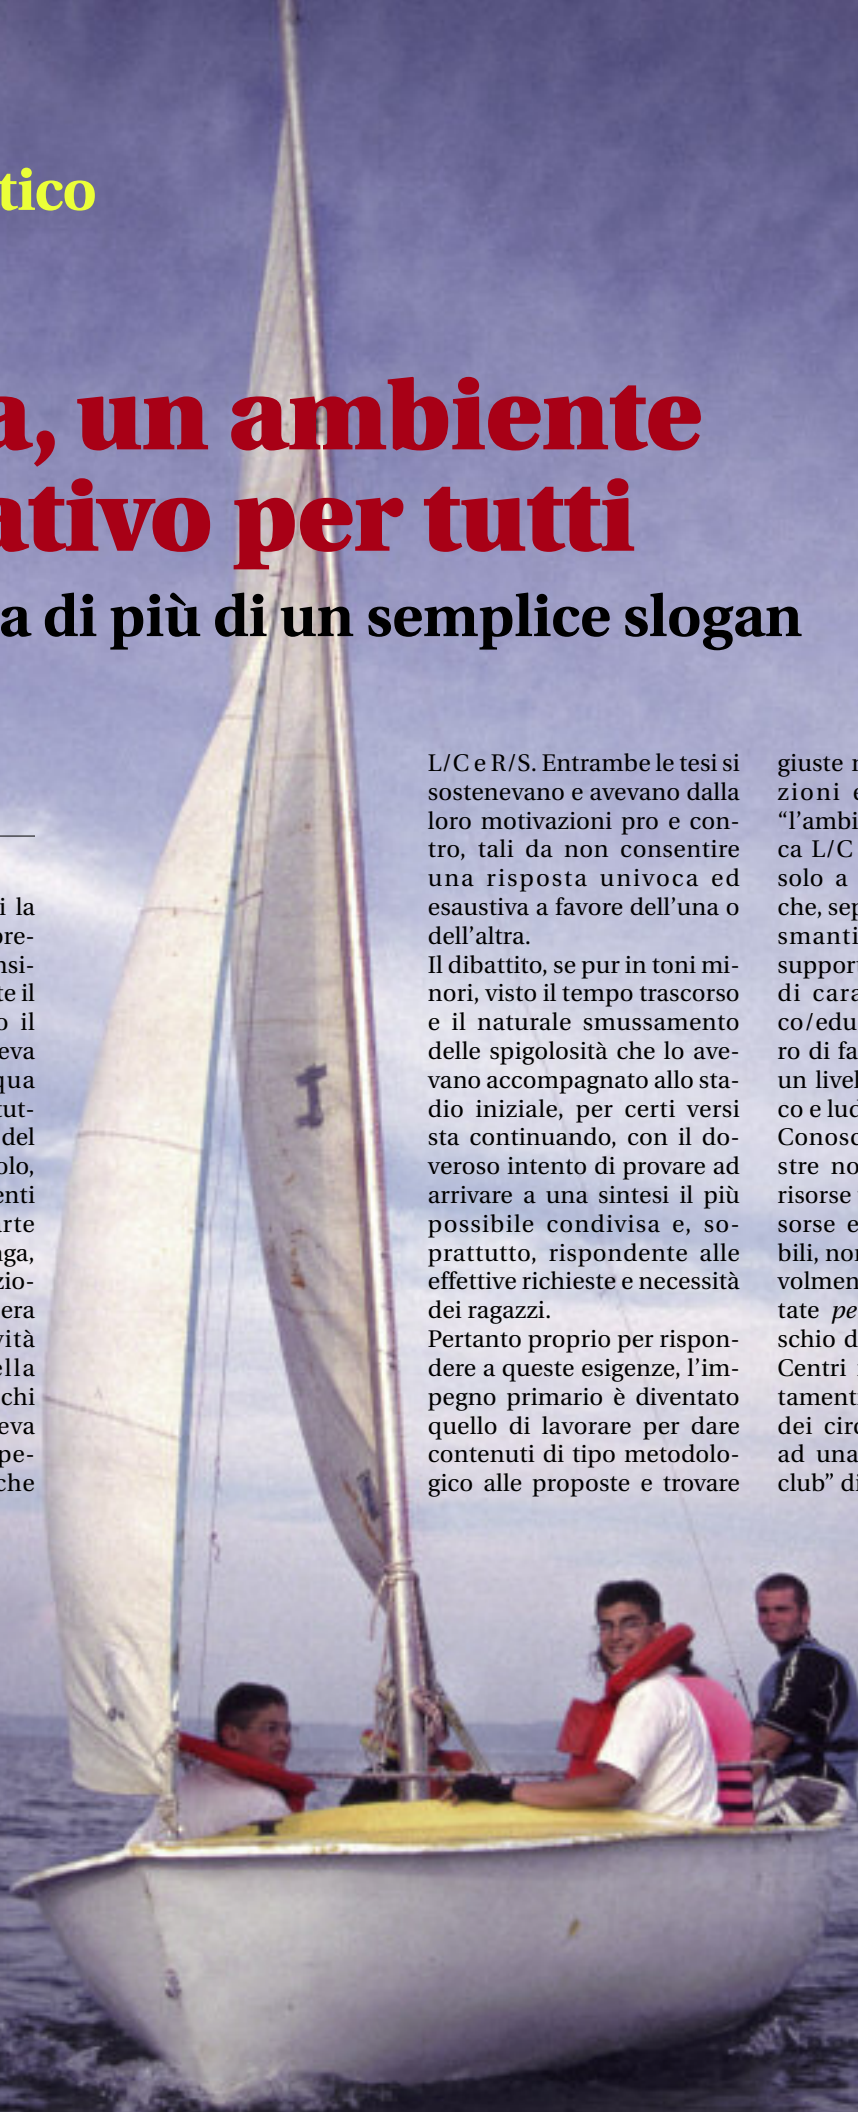 tico
a, un ambiente
ativo per tutti
a di più di un semplice slogan
i la
pre-
nsi-
te il
o il
eva
qua
tut-
del
olo,
enti
arte
nga,
zio-
era
vità
ella
chi
eva
pe-
che
L/C e R/S. Entrambe le tesi si
sostenevano e avevano dalla
loro motivazioni pro e con-
tro, tali da non consentire
una risposta univoca ed
esaustiva a favore dell’una o
dell’altra.
Il dibattito, se pur in toni mi-
nori, visto il tempo trascorso
e il naturale smussamento
delle spigolosità che lo ave-
vano accompagnato allo sta-
dio iniziale, per certi versi
sta continuando, con il do-
veroso intento di provare ad
arrivare a una sintesi il più
possibile condivisa e, so-
prattutto, rispondente alle
effettive richieste e necessità
dei ragazzi.
Pertanto proprio per rispon-
dere a queste esigenze, l’im-
pegno primario è diventato
quello di lavorare per dare
contenuti di tipo metodolo-
gico alle proposte e trovare
giuste
zioni e
“l’ambi
ca L/C
solo a
che, sep
smanti
support
di cara
co/edu
ro di fa
un livel
co e lud
Conosc
stre no
risorse
sorse e
bili, non
volmen
tate pe
schio d
Centri
tament
dei circ
ad una
club” di